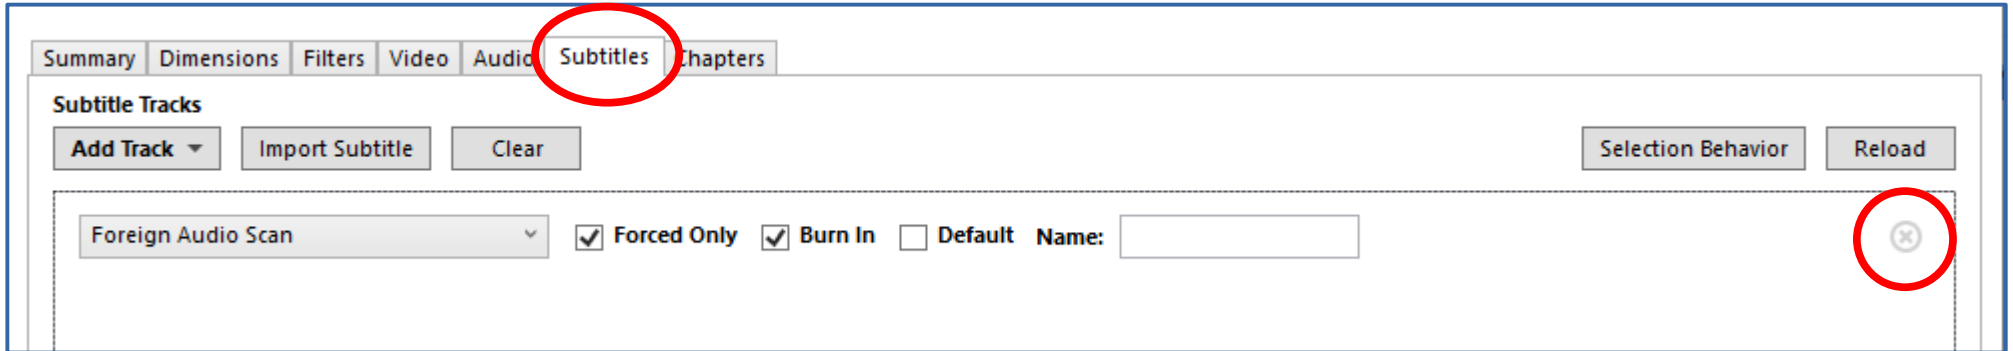 Summary Dimensions Filters Video Audio Subtitles Chapters
Subtitle Tracks
Add Track Import Subtitle Clear Selection Behavior Reload
Foreign Audio Scan Forced Only Burn In Default Name: